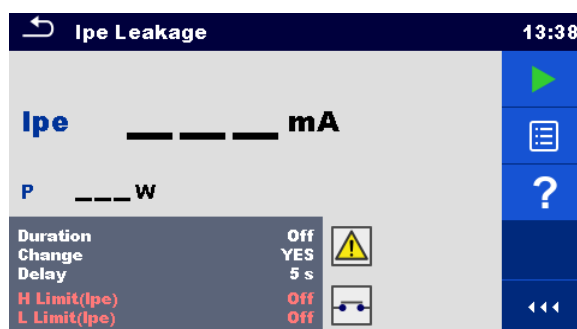 Ipe Leakage 13:38
Ipe ___ ___ ___ mA
P ___W
?
Duration Off
Change YES
Delay 5 s
H Limit(Ipe) Off
L Limit(Ipe) Off